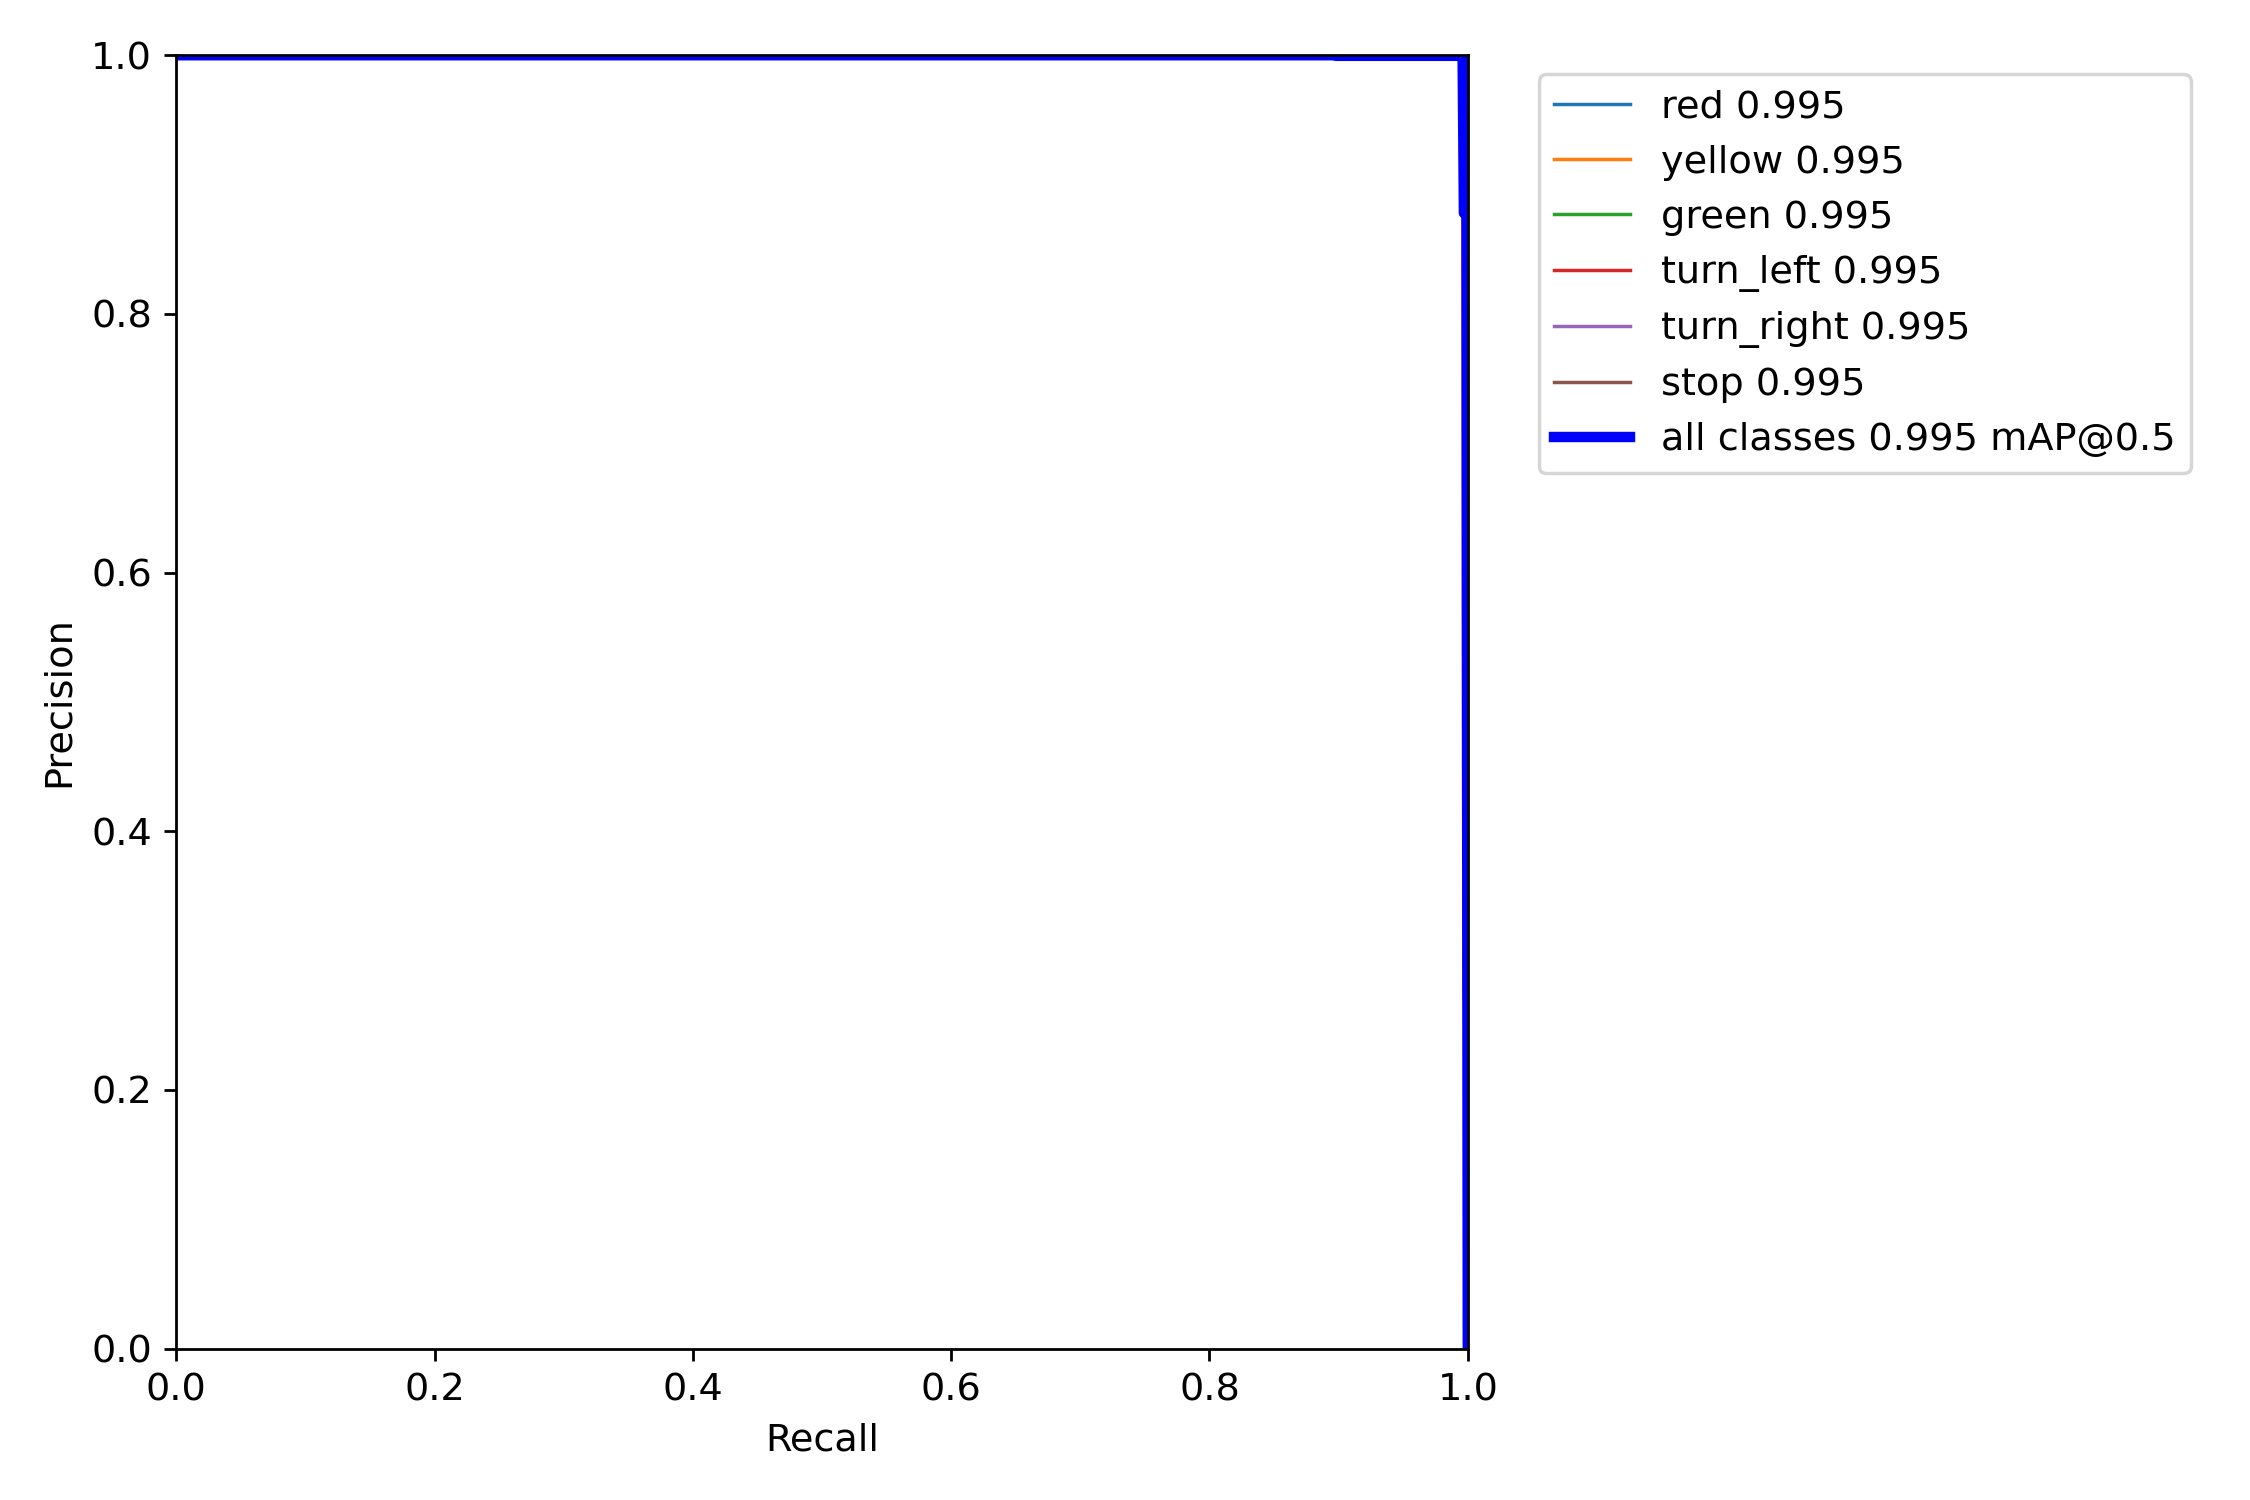 1.0
0.8
0.6
0.4
0.2
0.0
Precision
0.0 0.2 0.4 0.6 0.8 1.0
Recall
red 0.995
yellow 0.995
green 0.995
turn_left 0.995
turn_right 0.995
stop 0.995
all classes 0.995 mAP@0.5